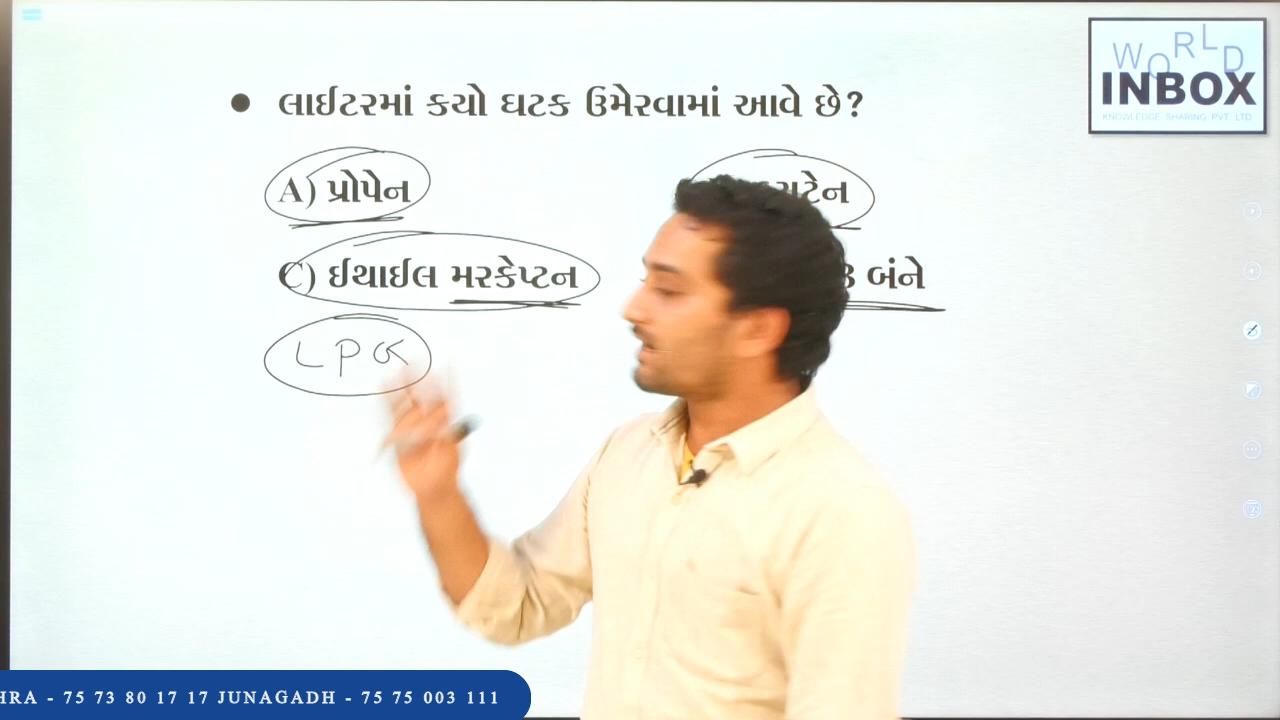 WORLD
INBOX
KNOWLEDGE SHARING PVT. LTD
લાઈટરમાં કયો ઘટક ઉમેરવામાં આવે છે?
A) પ્રોપેન
C) ઈથાઈલ મરકેપ્ટન
બંને
LPG
HRA - 75 73 80 17 17 JUNAGADH - 75 75 003 111